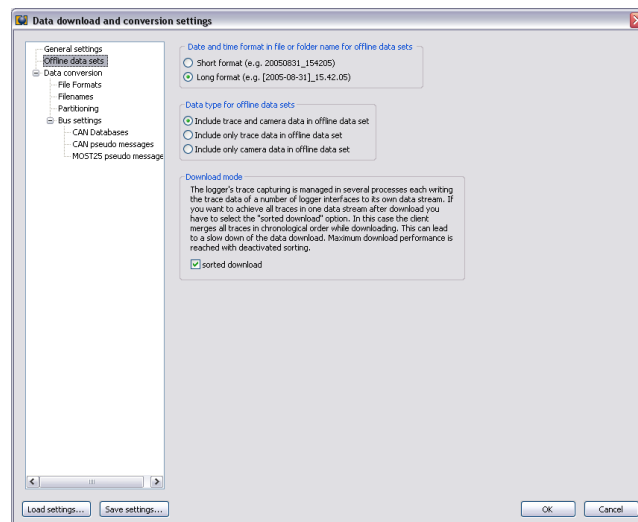 Data download and conversion settings
General settings
Offline data sets
Data conversion
File Formats
Filenames
Partitioning
Bus settings
CAN Databases
CAN pseudo messages
MOST25 pseudo message
Date and time format in file or folder name for offline data sets
Short format (e.g. 20050831_154205)
Long format (e.g. [2005-08-31]_15.42.05)
Data type for offline data sets
Include trace and camera data in offline data set
Include only trace data in offline data set
Include only camera data in offline data set
Download mode
The logger's trace capturing is managed in several processes each writing
the trace data of a number of logger interfaces to its own data stream. If
you want to achieve all traces in one data stream after download you
have to select the "sorted download" option. In this case the client
merges all traces in chronological order while downloading. This can lead
to a slow down of the data download. Maximum download performance is
reached with deactivated sorting.
sorted download
Load settings...
Save settings...
OK
Cancel